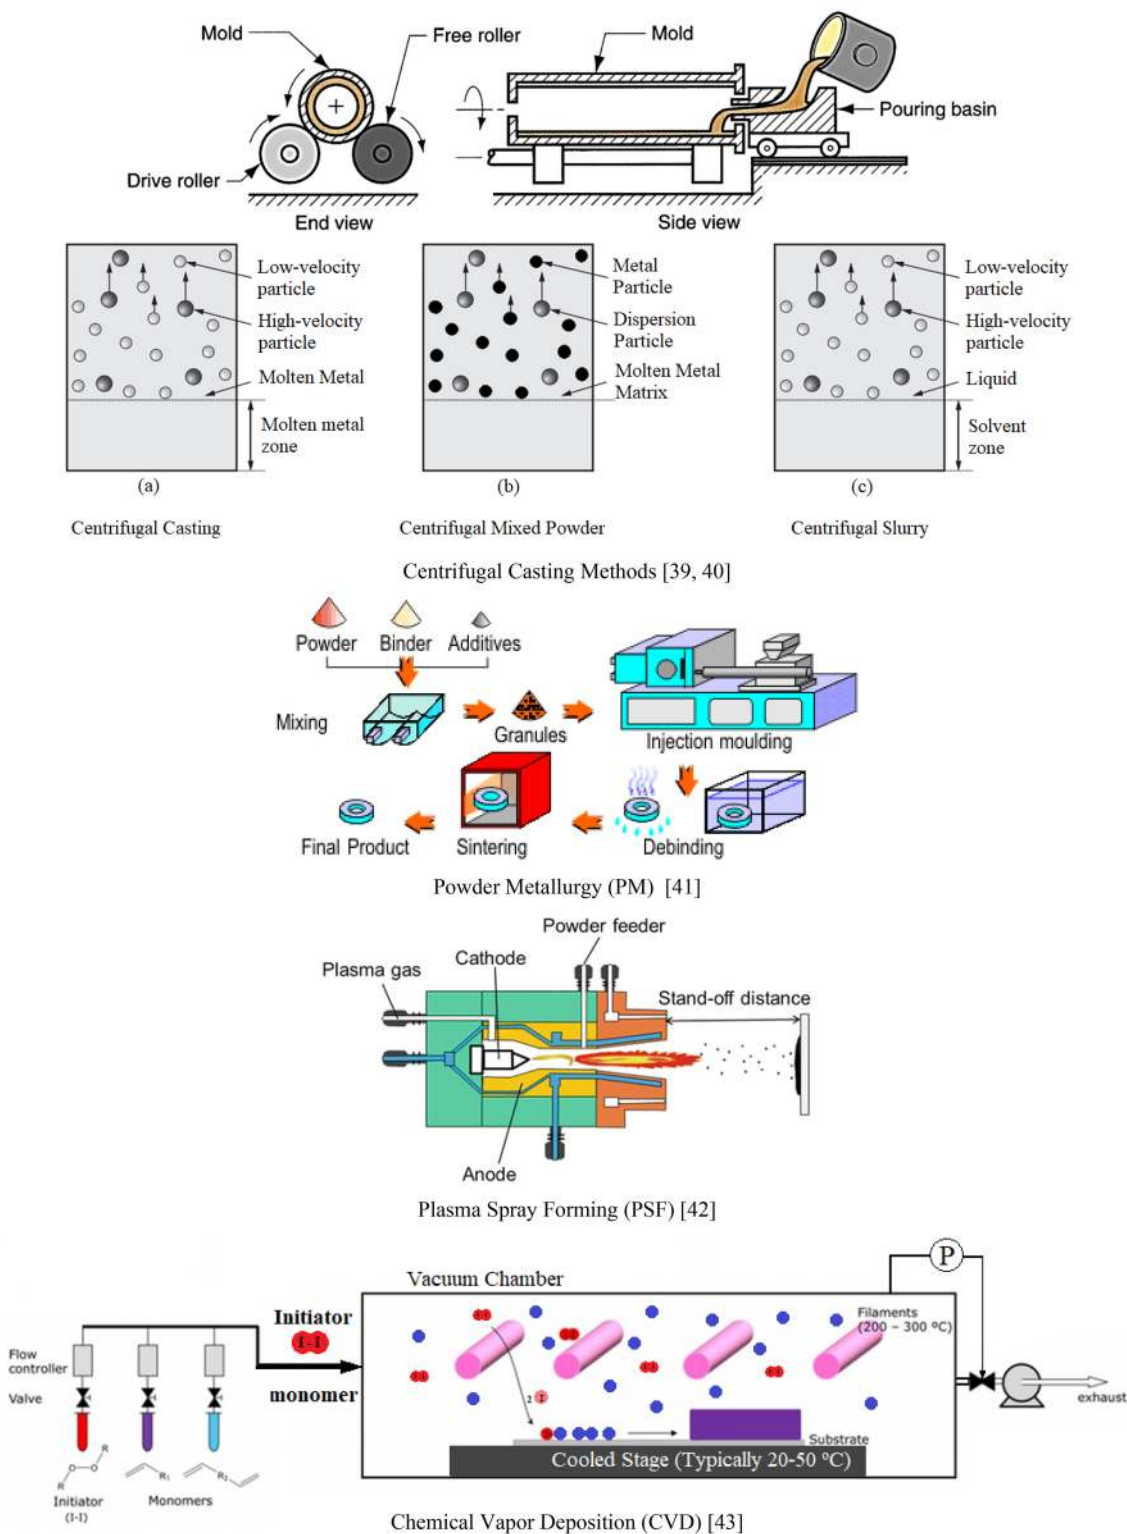 Mold
Free roller
Drive roller
End view
Mold
Pouring basin
Side view
Low-velocity
particle
High-velocity
particle
Molten Metal
Molten metal
zone
(a)
Metal
Particle
Dispersion
Particle
Molten Metal
Matrix
(b)
Low-velocity
particle
High-velocity
particle
Liquid
Solvent
zone
(c)
Centrifugal Casting
Centrifugal Mixed Powder
Centrifugal Slurry
Centrifugal Casting Methods [39, 40]
Powder
Binder
Additives
Mixing
Granules
Injection moulding
Final Product
Sintering
Debinding
Powder Metallurgy (PM) [41]
Powder feeder
Cathode
Plasma gas
Stand-off distance
Anode
Plasma Spray Forming (PSF) [42]
Vacuum Chamber
P
Initiator
I-I
monomer
Filaments
(200 – 300 ºC)
Flow
controller
Valve
exhaust
2 I
Substrate
Cooled Stage (Typically 20-50 ºC)
R
O—O
R
R₁
R₂
Initiator
(I-I)
Monomers
Chemical Vapor Deposition (CVD) [43]